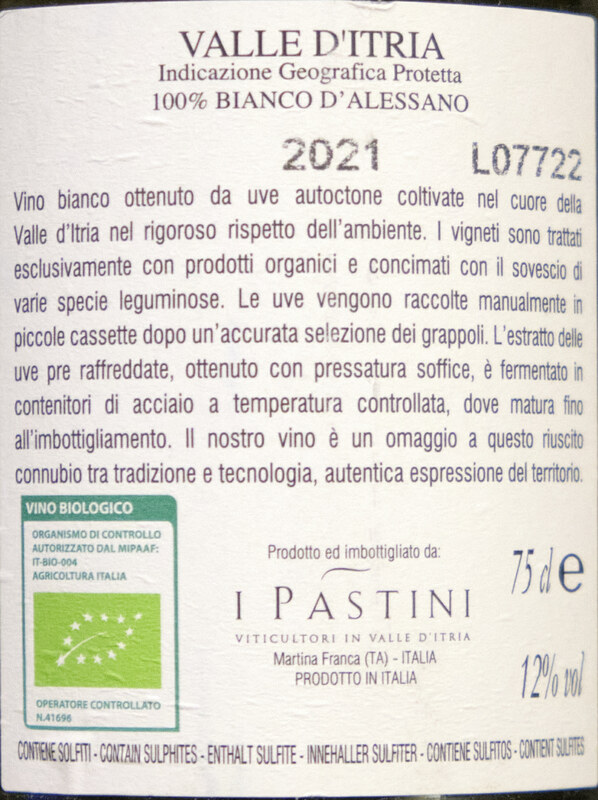 VALLE D'ITRIA
Indicazione Geografica Protetta
100% BIANCO D'ALESSANO
2021 L07722
Vino bianco ottenuto da uve autoctone coltivate nel cuore della
Valle d'Itria nel rigoroso rispetto dell'ambiente. I vigneti sono trattati
esclusivamente con prodotti organici e concimati con il sovescio di
varie specie leguminose. Le uve vengono raccolte manualmente in
piccole cassette dopo un'accurata selezione dei grappoli. L'estratto delle
uve pre raffreddate, ottenuto con pressatura soffice, è fermentato in
contenitori di acciaio a temperatura controllata, dove matura fino
all'imbottigliamento. Il nostro vino è un omaggio a questo riuscito
connubio tra tradizione e tecnologia, autentica espressione del territorio.
VINO BIOLOGICO
ORGANISMO DI CONTROLLO
AUTORIZZATO DAL MIPAAF:
IT-BIO-004
AGRICOLTURA ITALIA
OPERATORE CONTROLLATO
N.41696
Prodotto ed imbottigliato da:
I PASTINI
VITICULTORI IN VALLE D'ITRIA
Martina Franca (TA) - ITALIA
PRODOTTO IN ITALIA
75 cl e
12% vol
CONTIENE SOLFITI - CONTAIN SULPHITES - ENTHALT SULFITE - INNEHALLER SULFITER - CONTIENE SULFITOS - CONTIENT SULFITES